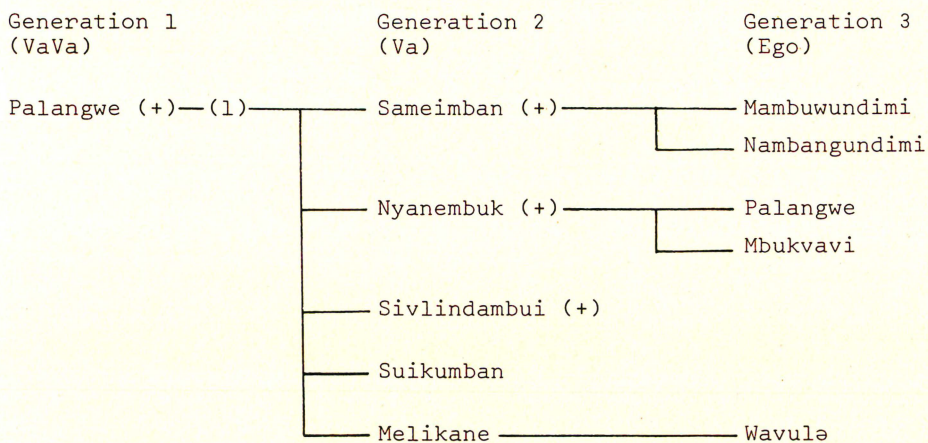 Generation 1 Generation 2 Generation 3
(VaVa) (Va) (Ego)
Palangwe (+) (1) Sameimban (+) Mambuwundimi
Nambangundimi
Nyanembuk (+) Palangwe
Mbukvavi
Sivlindambui (+)
Suikumban
Melikane Wavulə